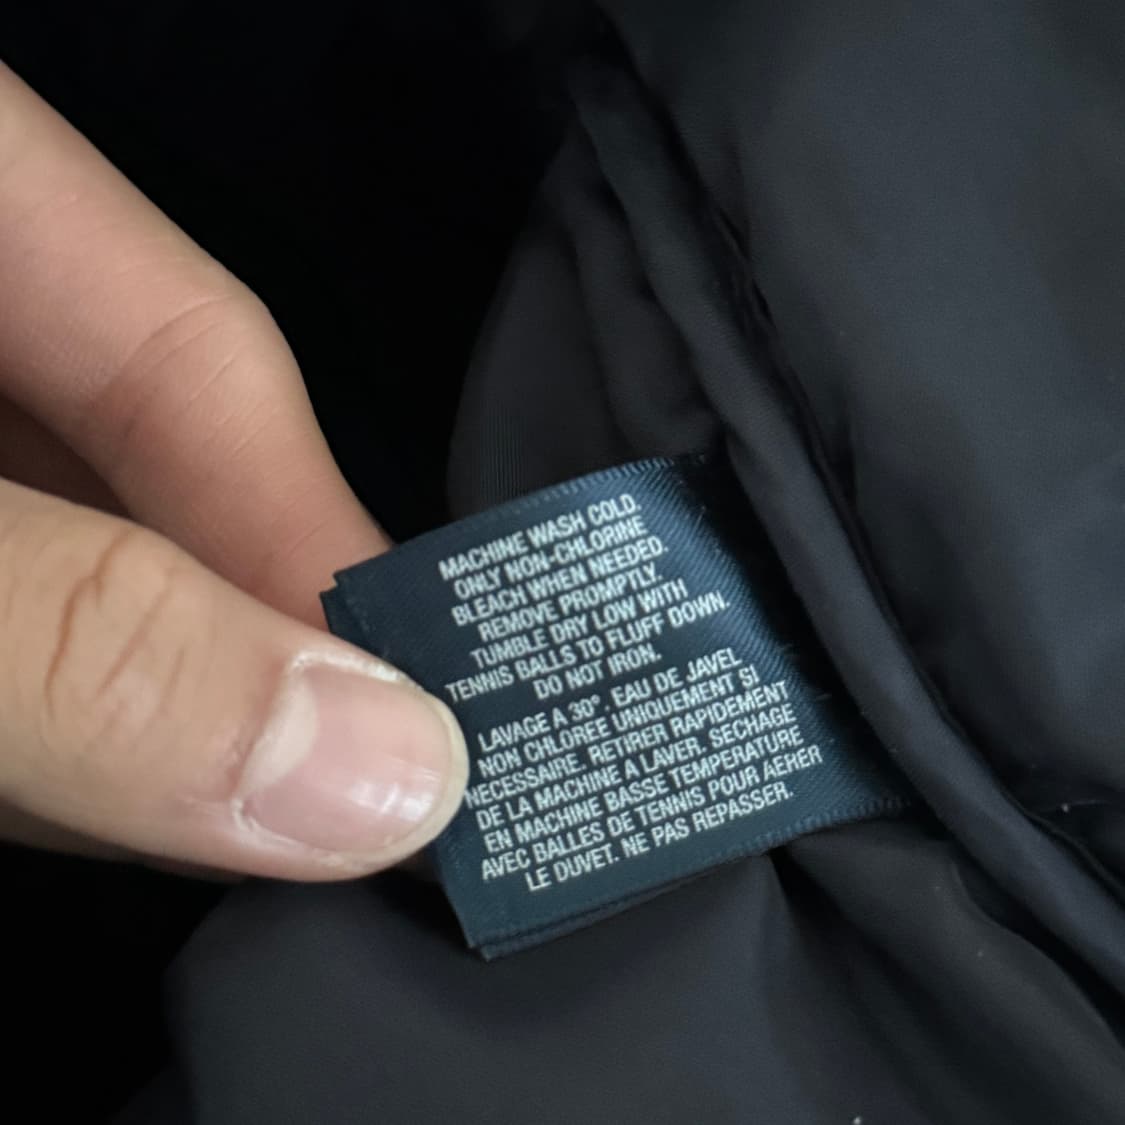 MACHINE WASH COLD.
ONLY NON-CHLORINE
BLEACH WHEN NEEDED.
REMOVE PROMPTLY.
TUMBLE DRY LOW WITH
TENNIS BALLS TO FLUFF DOWN.
DO NOT IRON.
LAVAGE A 30°. EAU DE JAVEL
NON CHLOREE UNIQUEMENT SI
NECESSAIRE. RETIRER RAPIDEMENT
DE LA MACHINE A LAVER. SECHAGE
EN MACHINE BASSE TEMPERATURE
AVEC BALLES DE TENNIS POUR AERER
LE DUVET. NE PAS REPASSER.